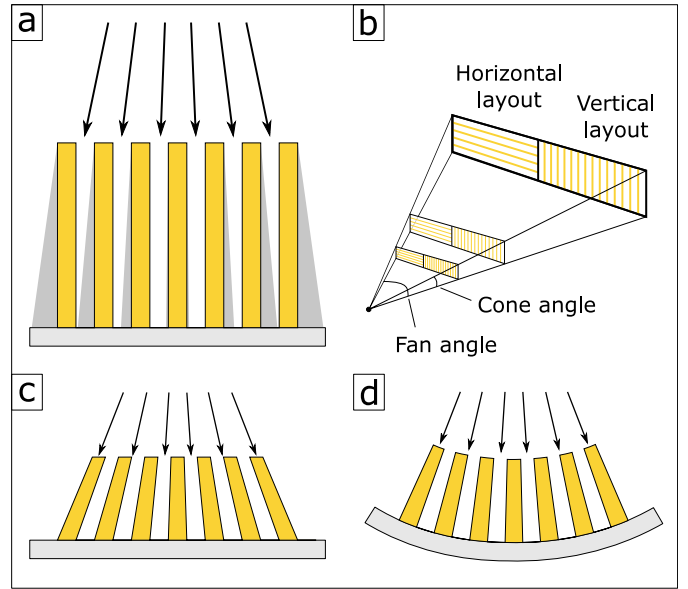 a
b
Horizontal
layout
Vertical
layout
Cone angle
Fan angle
c
d